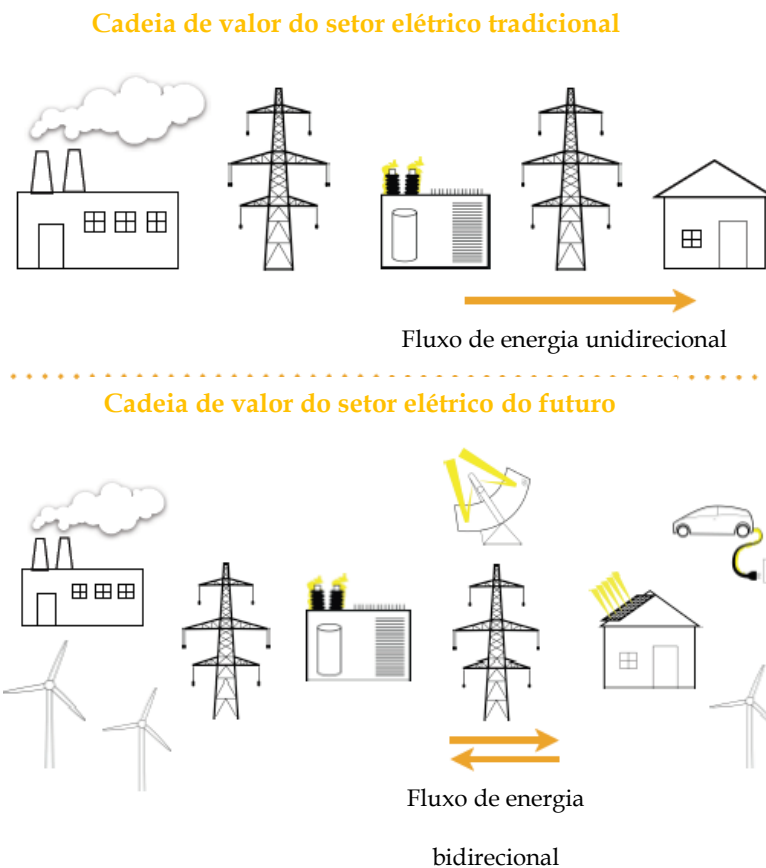 Cadeia de valor do setor elétrico tradicional
Fluxo de energia unidirecional
Cadeia de valor do setor elétrico do futuro
Fluxo de energia
bidirecional